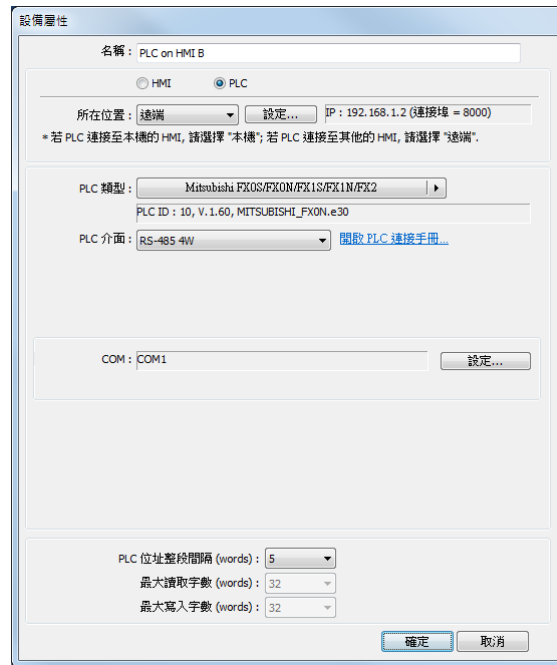 設備屬性
名稱 : PLC on HMI B
HMI PLC
所在位置 : 遠端 設定... IP : 192.168.1.2 (連接埠 = 8000)
* 若 PLC 連接至本機的 HMI, 請選擇 "本機"; 若 PLC 連接至其他的 HMI, 請選擇 "遠端".
PLC 類型 : Mitsubishi FX0S/FX0N/FX1S/FX1N/FX2
PLC ID : 10, V.1.60, MITSUBISHI_FX0N.e30
PLC 介面 : RS-485 4W 開啟 PLC 連接手冊...
COM : COM1 設定...
PLC 位址整段間隔 (words) : 5
最大讀取字數 (words) : 32
最大寫入字數 (words) : 32
確定 取消